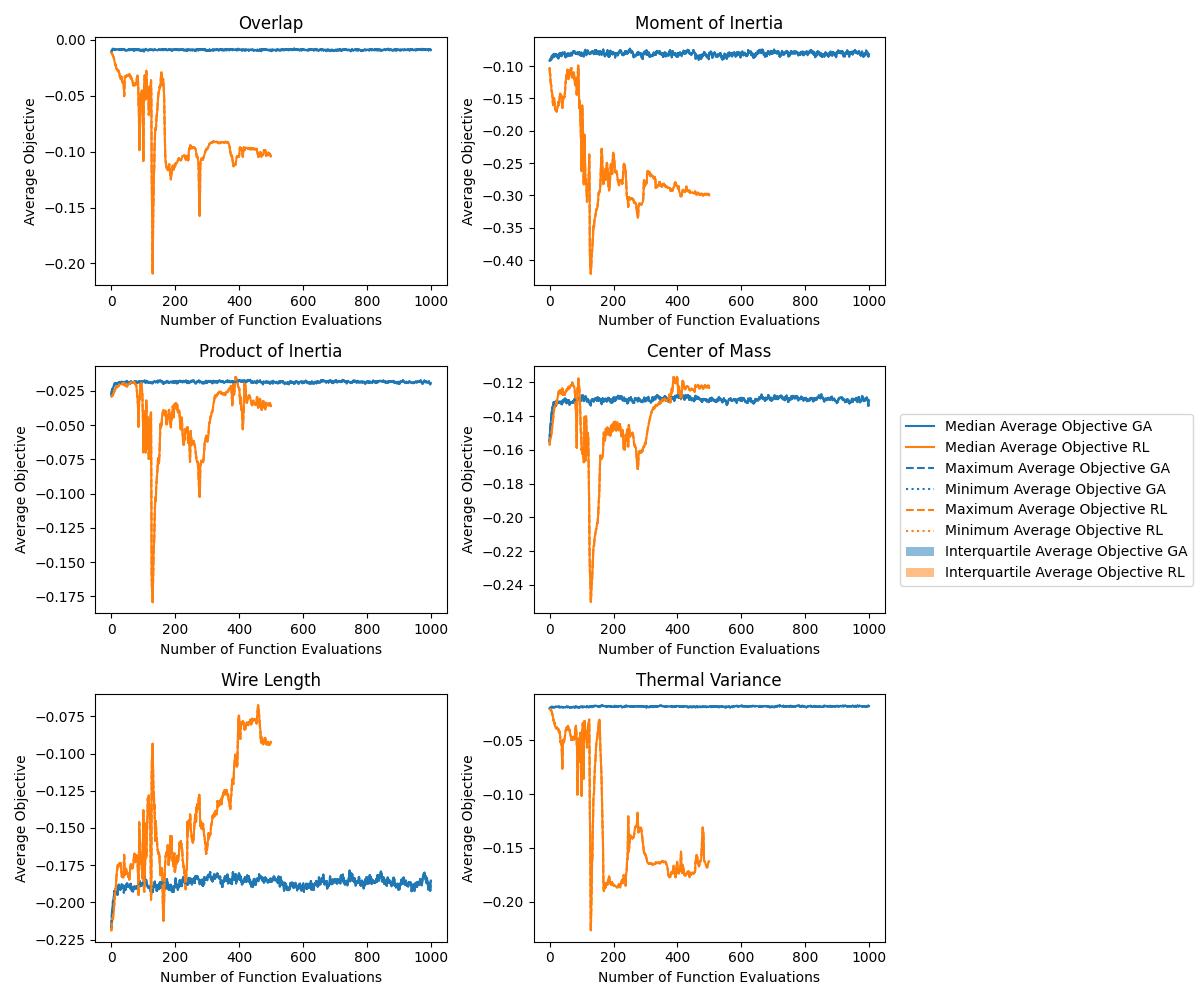 Overlap
Average Objective
0.00
−0.05
−0.10
−0.15
−0.20
0 200 400 600 800 1000
Number of Function Evaluations
Moment of Inertia
Average Objective
−0.10
−0.15
−0.20
−0.25
−0.30
−0.35
−0.40
0 200 400 600 800 1000
Number of Function Evaluations
Product of Inertia
Average Objective
−0.025
−0.050
−0.075
−0.100
−0.125
−0.150
−0.175
0 200 400 600 800 1000
Number of Function Evaluations
Center of Mass
Average Objective
−0.12
−0.14
−0.16
−0.18
−0.20
−0.22
−0.24
0 200 400 600 800 1000
Number of Function Evaluations
Median Average Objective GA
Median Average Objective RL
Maximum Average Objective GA
Minimum Average Objective GA
Maximum Average Objective RL
Minimum Average Objective RL
Interquartile Average Objective GA
Interquartile Average Objective RL
Wire Length
Average Objective
−0.075
−0.100
−0.125
−0.150
−0.175
−0.200
−0.225
0 200 400 600 800 1000
Number of Function Evaluations
Thermal Variance
Average Objective
−0.05
−0.10
−0.15
−0.20
0 200 400 600 800 1000
Number of Function Evaluations